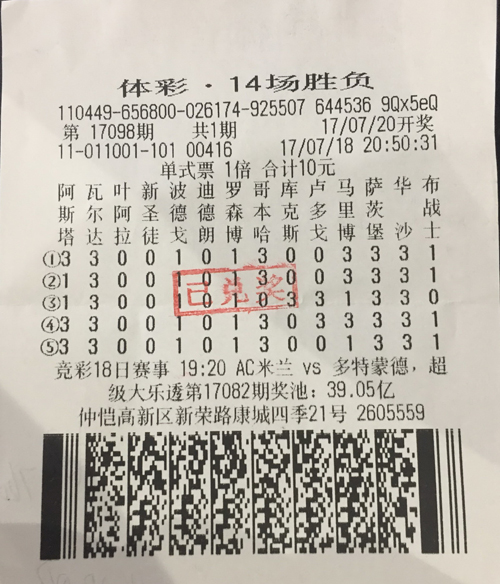 体彩·14场胜负
110449-656800-026174-925507 644536 9Qx5eQ
第 17098期 共1期 17/07/20开奖
11-011001-101 00416 17/07/18 20:50:31
单式票 1倍 合计10元
阿 瓦 叶 新 波 迪 罗 哥 库 卢 马 萨 华 布
斯 尔 阿 圣 德 德 森 本 克 多 里 茨 战
塔 达 拉 徒 戈 朗 博 哈 斯 戈 博 堡 沙 士
①3 3 0 0 1 0 1 3 0 0 3 3 3 1
②1 3 0 0 1 0 1 3 0 0 3 3 3 1
③1 3 0 0 1 0 1 0 3 3 1 3 3 0
④3 3 0 0 1 0 1 3 0 3 3 3 3 1
⑤3 3 0 0 1 0 1 3 0 0 3 1 3 1
已兑奖
竞彩18日赛事 19:20 AC米兰 vs 多特蒙德,超
级大乐透第17082期奖池:39.05亿
仲恺高新区新荣路康城四季21号 2605559